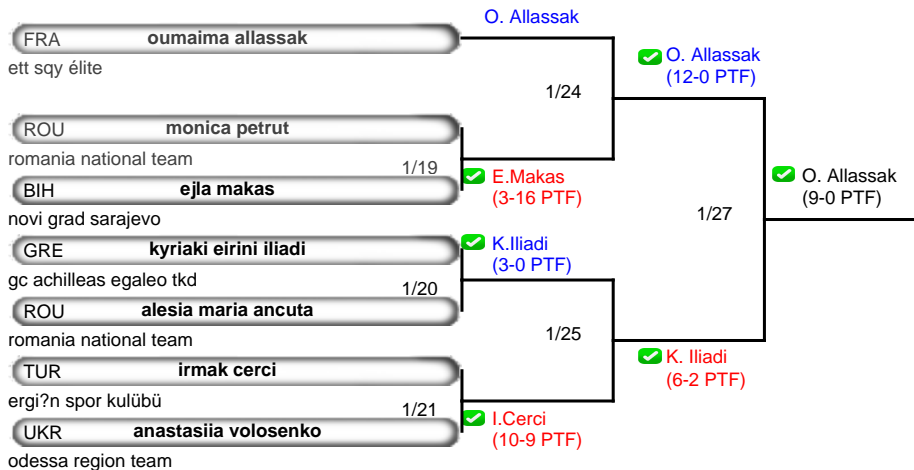 O. Allassak
FRA oumaima allassak
ett sqy élite
O. Allassak
(12-0 PTF)
1/24
ROU monica petrut
romania national team
1/19
BIH ejla makas
novi grad sarajevo
E.Makas
(3-16 PTF)
O. Allassak
(9-0 PTF)
1/27
GRE kyriaki eirini iliadi
gc achilleas egaleo tkd
K.Iliadi
(3-0 PTF)
1/20
ROU alesia maria ancuta
romania national team
1/25
K. Iliadi
(6-2 PTF)
TUR irmak cerci
ergi?n spor kulübü
1/21
UKR anastasiia volosenko
odessa region team
I.Cerci
(10-9 PTF)